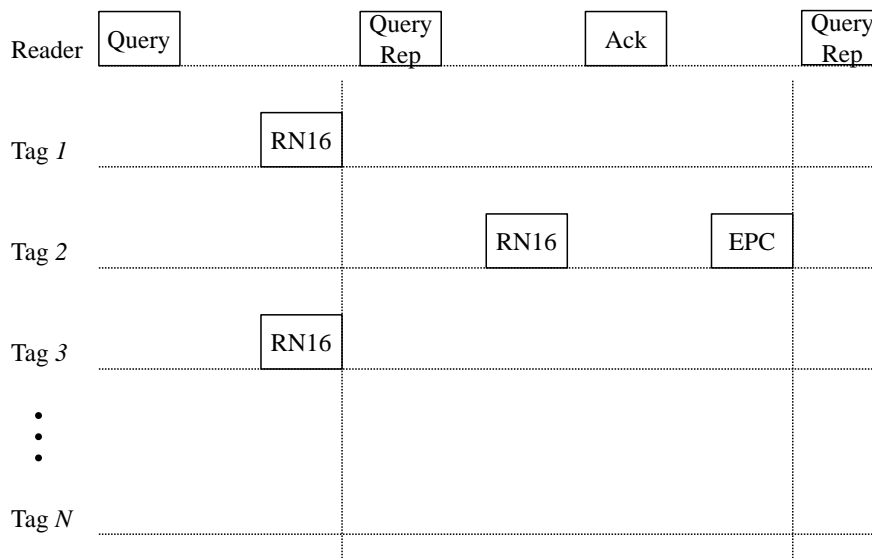 Reader
Query
Query
Rep
Ack
Query
Rep
Tag 1
RN16
Tag 2
RN16
EPC
Tag 3
RN16
Tag N